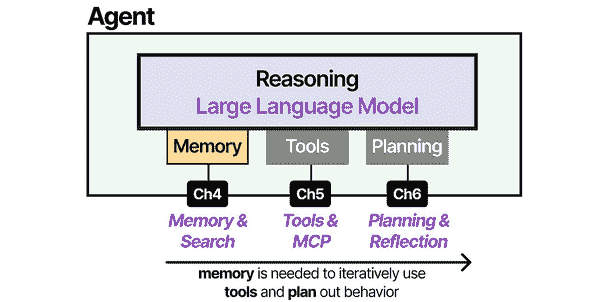 Agent
Reasoning
Large Language Model
Memory
Tools
Planning
Ch4
Ch5
Ch6
Memory &
Search
Tools &
MCP
Planning &
Reflection
memory is needed to iteratively use
tools and plan out behavior